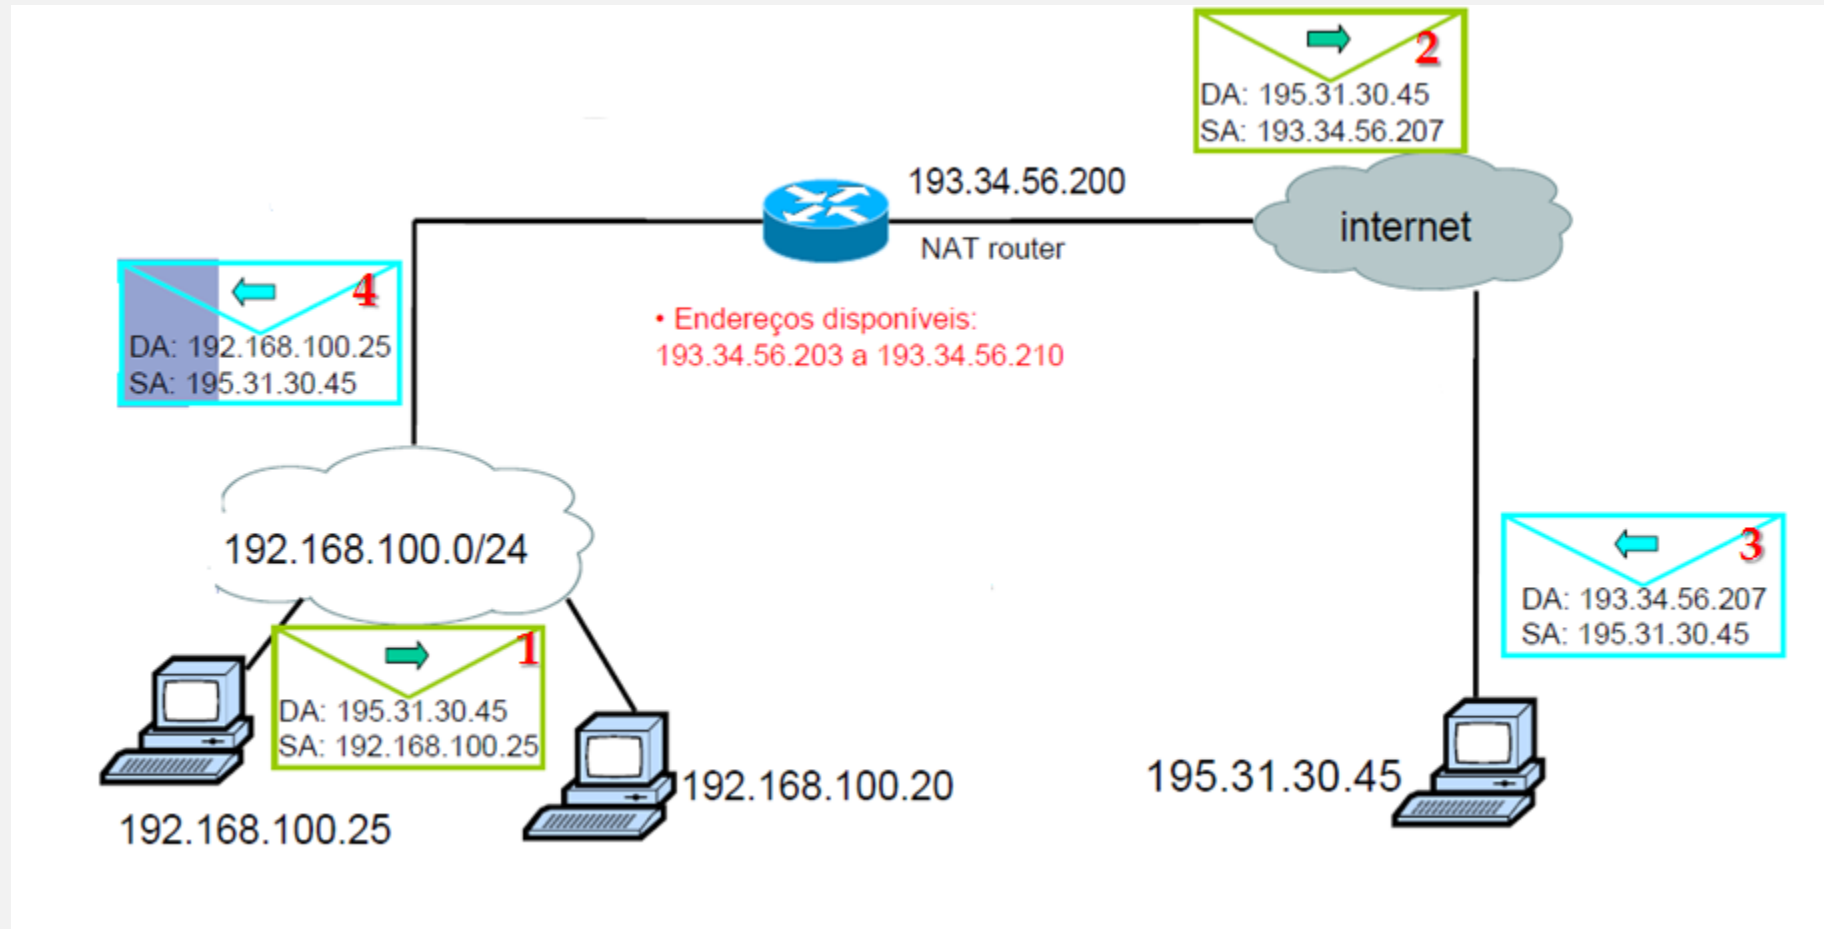 2
DA: 195.31.30.45
SA: 193.34.56.207
193.34.56.200
NAT router
internet
4
DA: 192.168.100.25
SA: 195.31.30.45
• Endereços disponíveis:
193.34.56.203 a 193.34.56.210
192.168.100.0/24
3
DA: 193.34.56.207
SA: 195.31.30.45
1
DA: 195.31.30.45
SA: 192.168.100.25
192.168.100.25
192.168.100.20
195.31.30.45